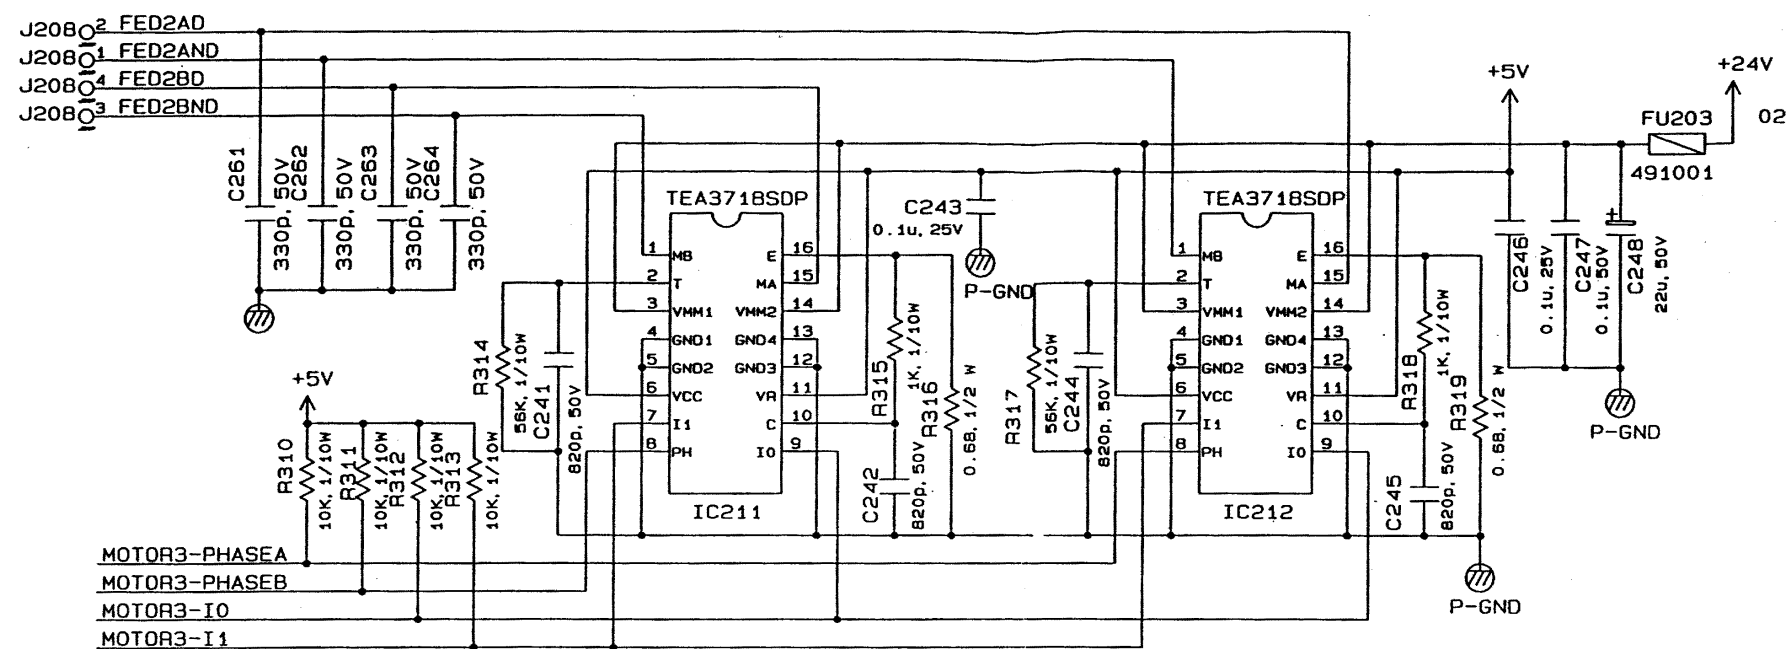 J208 2 FED2AD
J208 1 FED2AND
J208 4 FED2BD
J208 3 FED2BND
+5V
+24V
FU203
02
491001
C261
330p, 50V
C262
330p, 50V
C263
330p, 50V
C264
330p, 50V
TEA3718SDP
1 MB
2 T
3 VMM1
4 GND1
5 GND2
6 VCC
7 I1
8 PH
E 16
MA 15
VMM2 14
GND4 13
GND3 12
VR 11
C 10
I0 9
IC211
C243
0.1u, 25V
P-GND
TEA3718SDP
1 MB
2 T
3 VMM1
4 GND1
5 GND2
6 VCC
7 I1
8 PH
E 16
MA 15
VMM2 14
GND4 13
GND3 12
VR 11
C 10
I0 9
IC212
C246
0.1u, 25V
C247
0.1u, 50V
+
C248
22u, 50V
P-GND
R314
56K, 1/10W
C241
820p, 50V
R315
1K, 1/10W
R316
0.68, 1/2 W
C242
820p, 50V
R317
56K, 1/10W
C244
820p, 50V
R318
1K, 1/10W
R319
0.68, 1/2 W
C245
820p, 50V
P-GND
+5V
R310
10K, 1/10W
R311
10K, 1/10W
R312
10K, 1/10W
R313
10K, 1/10W
MOTOR3-PHASEA
MOTOR3-PHASEB
MOTOR3-I0
MOTOR3-I1